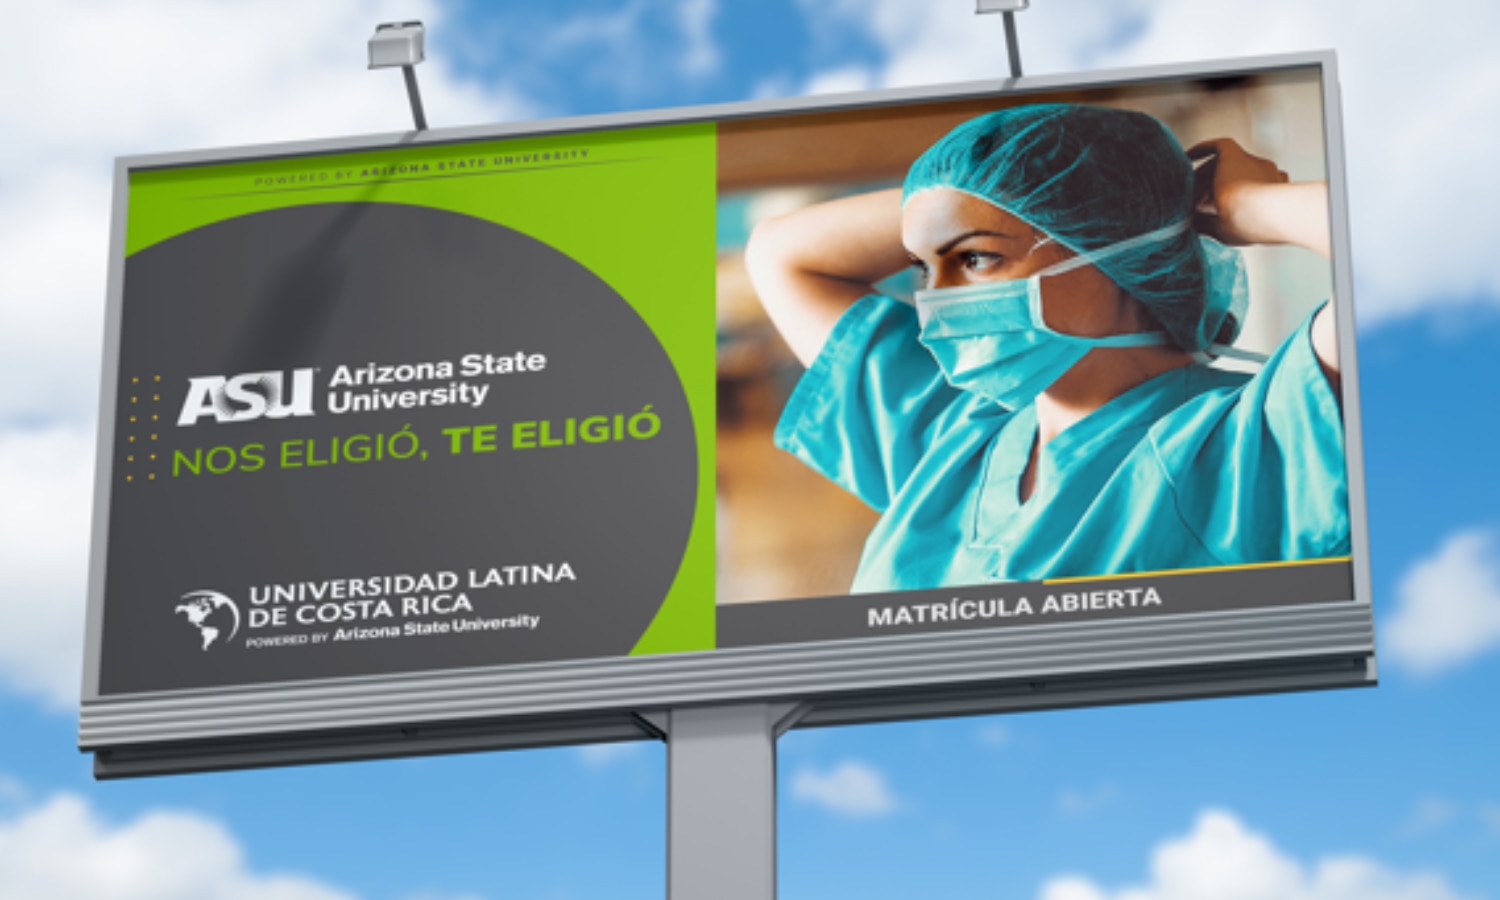 POWERED BY ARIZONA STATE UNIVERSITY
ASU Arizona State
University
NOS ELIGIÓ, TE ELIGIÓ
UNIVERSIDAD LATINA
DE COSTA RICA
POWERED BY Arizona State University
MATRÍCULA ABIERTA